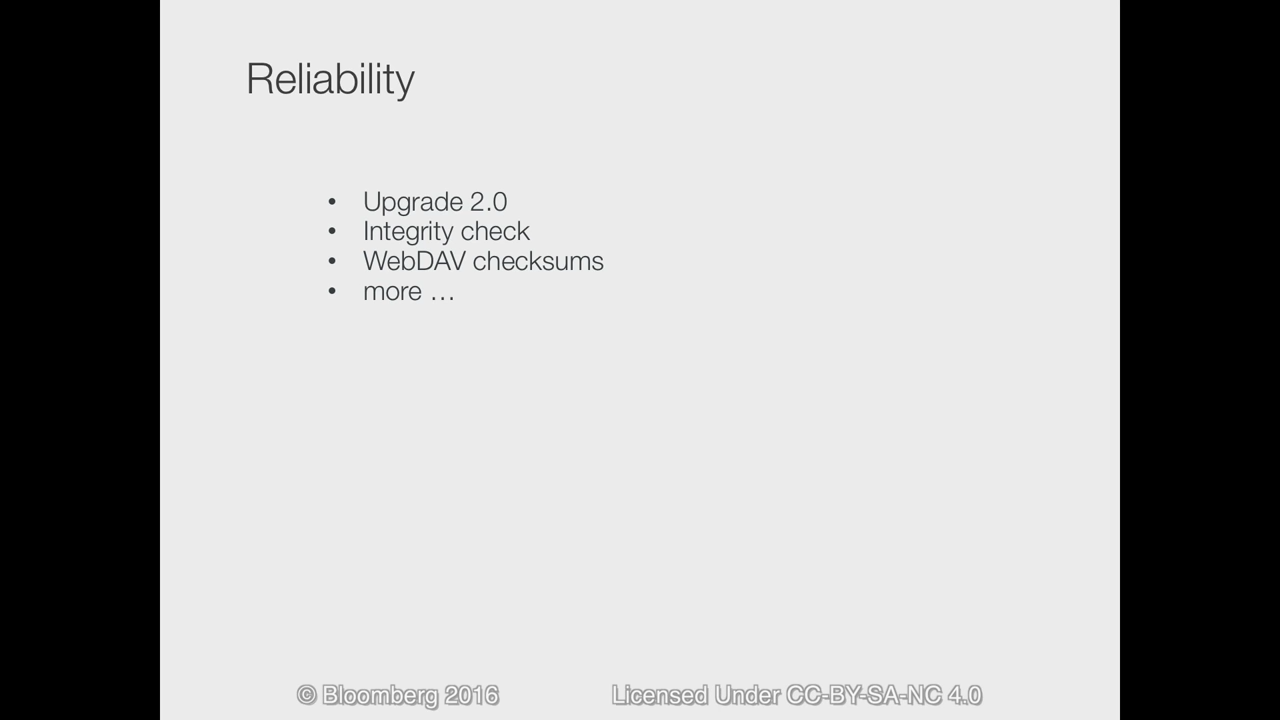 Reliability
• Upgrade 2.0
• Integrity check
• WebDAV checksums
• more …
© Bloomberg 2016 Licensed Under CC-BY-SA-NC 4.0